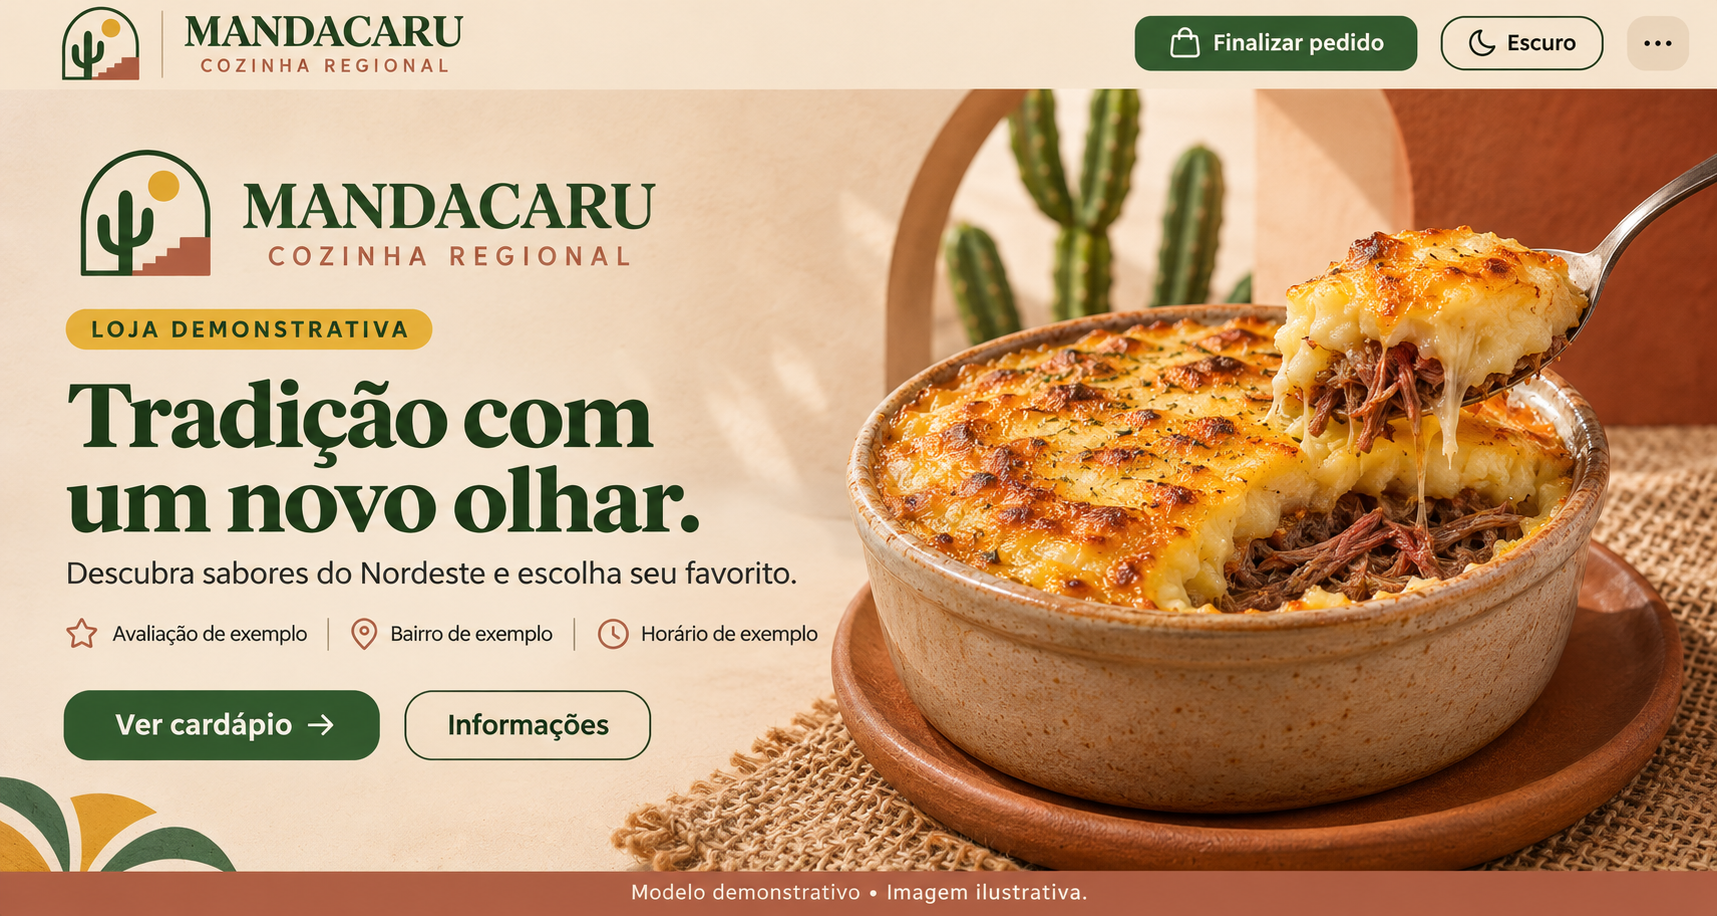 MANDACARU
COZINHA REGIONAL
Finalizar pedido
Escuro
MANDACARU
COZINHA REGIONAL
LOJA DEMONSTRATIVA
Tradição com
um novo olhar.
Descubra sabores do Nordeste e escolha seu favorito.
Avaliação de exemplo
Bairro de exemplo
Horário de exemplo
Ver cardápio →
Informações
Modelo demonstrativo • Imagem ilustrativa.